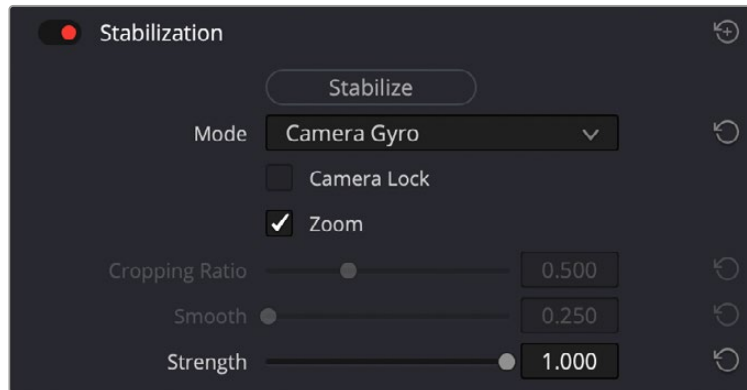 Stabilization
Stabilize
Mode Camera Gyro
Camera Lock
Zoom
Cropping Ratio 0.500
Smooth 0.250
Strength 1.000